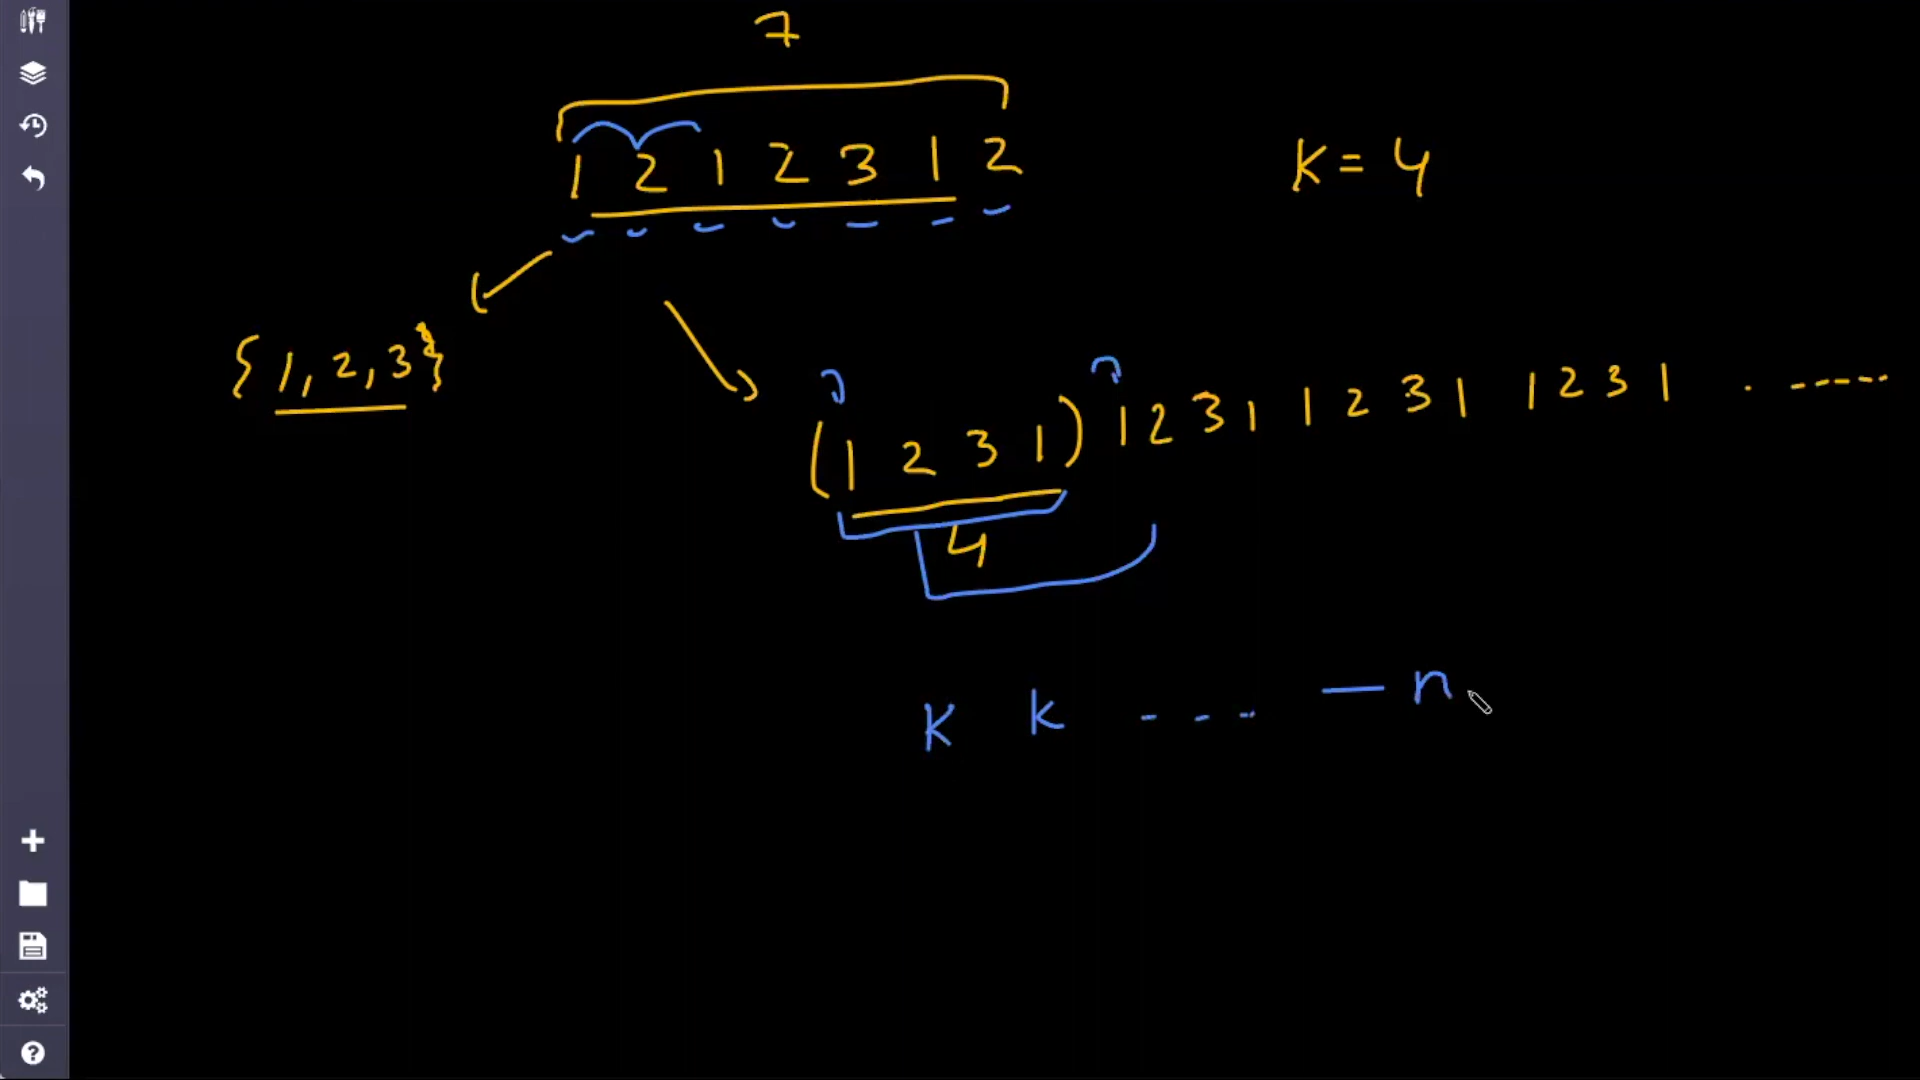 7
1 2 1 2 3 1 2
K = 4
{1, 2, 3}
(1 2 3 1) 1 2 3 1 1 2 3 1 1 2 3 1 . -----
4
K k --- — n